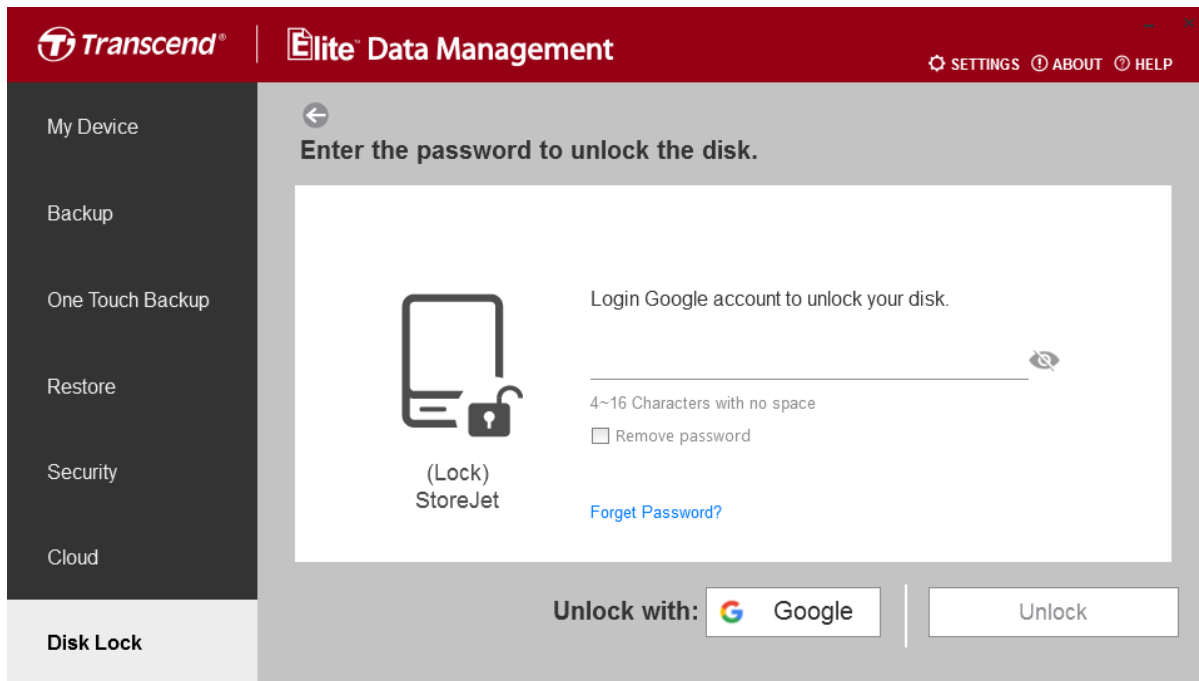 Transcend®
Elite™ Data Management
SETTINGS ABOUT HELP
My Device
Backup
One Touch Backup
Restore
Security
Cloud
Disk Lock
Enter the password to unlock the disk.
(Lock)
StoreJet
Login Google account to unlock your disk.
4~16 Characters with no space
Remove password
Forget Password?
Unlock with: Google
Unlock